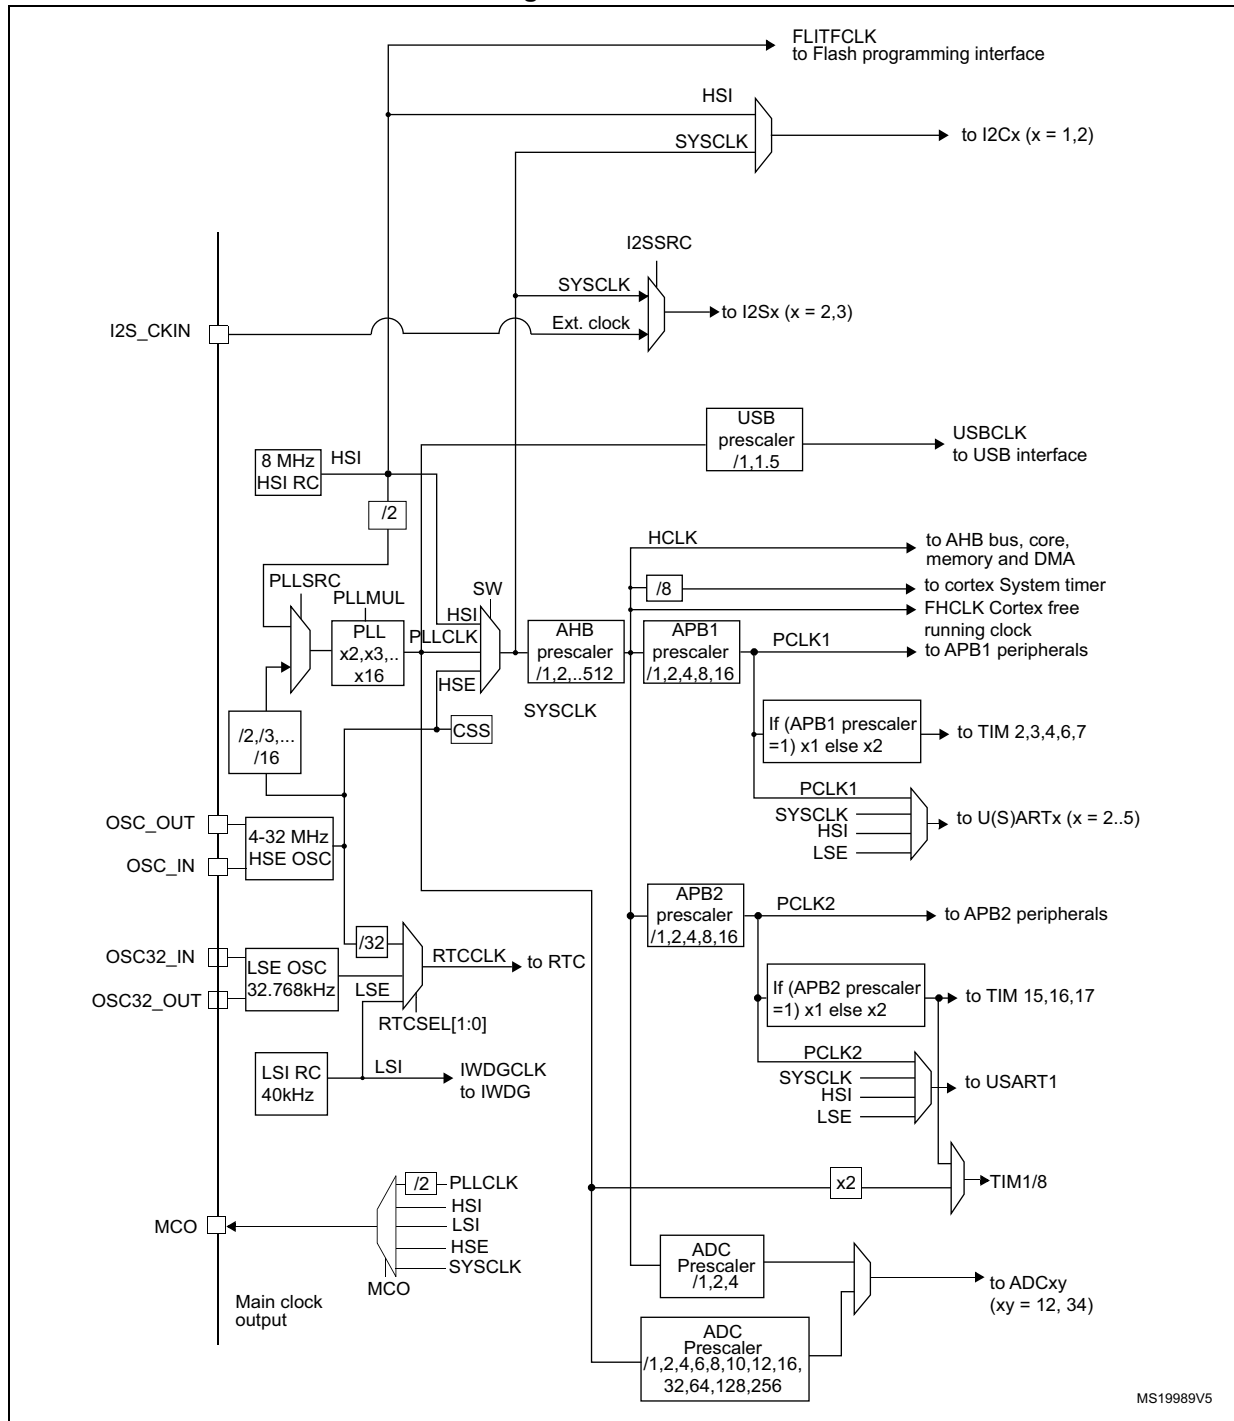 FLITFCLK
to Flash programming interface
HSI
SYSCLK
to I2Cx (x = 1,2)
I2SSRC
SYSCLK
to I2Sx (x = 2,3)
I2S_CKIN
Ext. clock
USB
prescaler
/1,1.5
USBCLK
to USB interface
8 MHz
HSI RC
HSI
/2
HCLK
to AHB bus, core,
memory and DMA
/8
to cortex System timer
FHCLK Cortex free
running clock
PLLSRC
PLLMUL
PLL
x2,x3,..
x16
PLLCLK
SW
HSI
HSE
AHB
prescaler
/1,2,..512
SYSCLK
APB1
prescaler
/1,2,4,8,16
PCLK1
to APB1 peripherals
CSS
/2,/3,...
/16
If (APB1 prescaler
=1) x1 else x2
to TIM 2,3,4,6,7
PCLK1
SYSCLK
HSI
LSE
to U(S)ARTx (x = 2..5)
OSC_OUT
OSC_IN
4-32 MHz
HSE OSC
APB2
prescaler
/1,2,4,8,16
PCLK2
to APB2 peripherals
/32
OSC32_IN
OSC32_OUT
LSE OSC
32.768kHz
LSE
RTCCLK
to RTC
RTCSEL[1:0]
If (APB2 prescaler
=1) x1 else x2
to TIM 15,16,17
PCLK2
SYSCLK
HSI
LSE
to USART1
LSI RC
40kHz
LSI
IWDGCLK
to IWDG
x2
TIM1/8
MCO
/2
PLLCLK
HSI
LSI
HSE
SYSCLK
MCO
Main clock
output
ADC
Prescaler
/1,2,4
to ADCxy
(xy = 12, 34)
ADC
Prescaler
/1,2,4,6,8,10,12,16,
32,64,128,256
MS19989V5